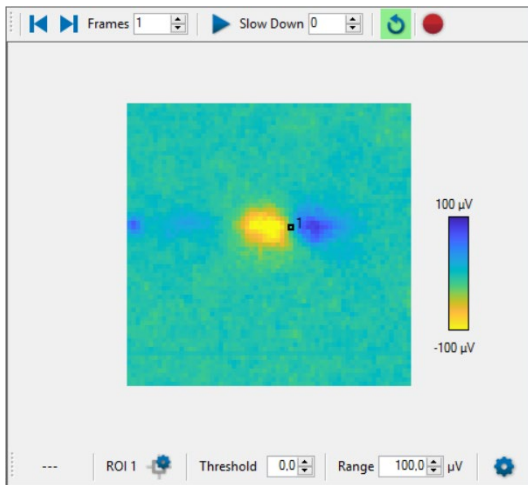 Frames 1 Slow Down 0
1
100 µV
-100 µV
--- ROI 1 Threshold 0,0 Range 100,0 µV